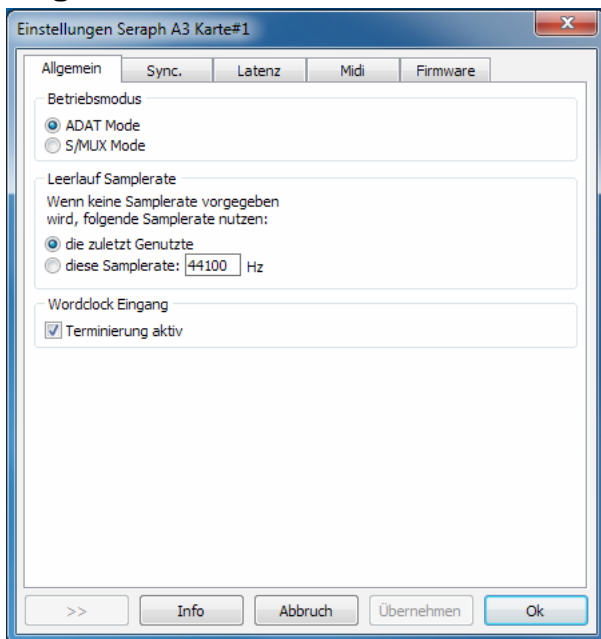 Einstellungen Seraph A3 Karte#1
Allgemein Sync. Latenz Midi Firmware
Betriebsmodus
ADAT Mode
S/MUX Mode
Leerlauf Samplerate
Wenn keine Samplerate vorgegeben
wird, folgende Samplerate nutzen:
die zuletzt Genutzte
diese Samplerate: 44100 Hz
Wordclock Eingang
Terminierung aktiv
>> Info Abbruch Übernehmen Ok